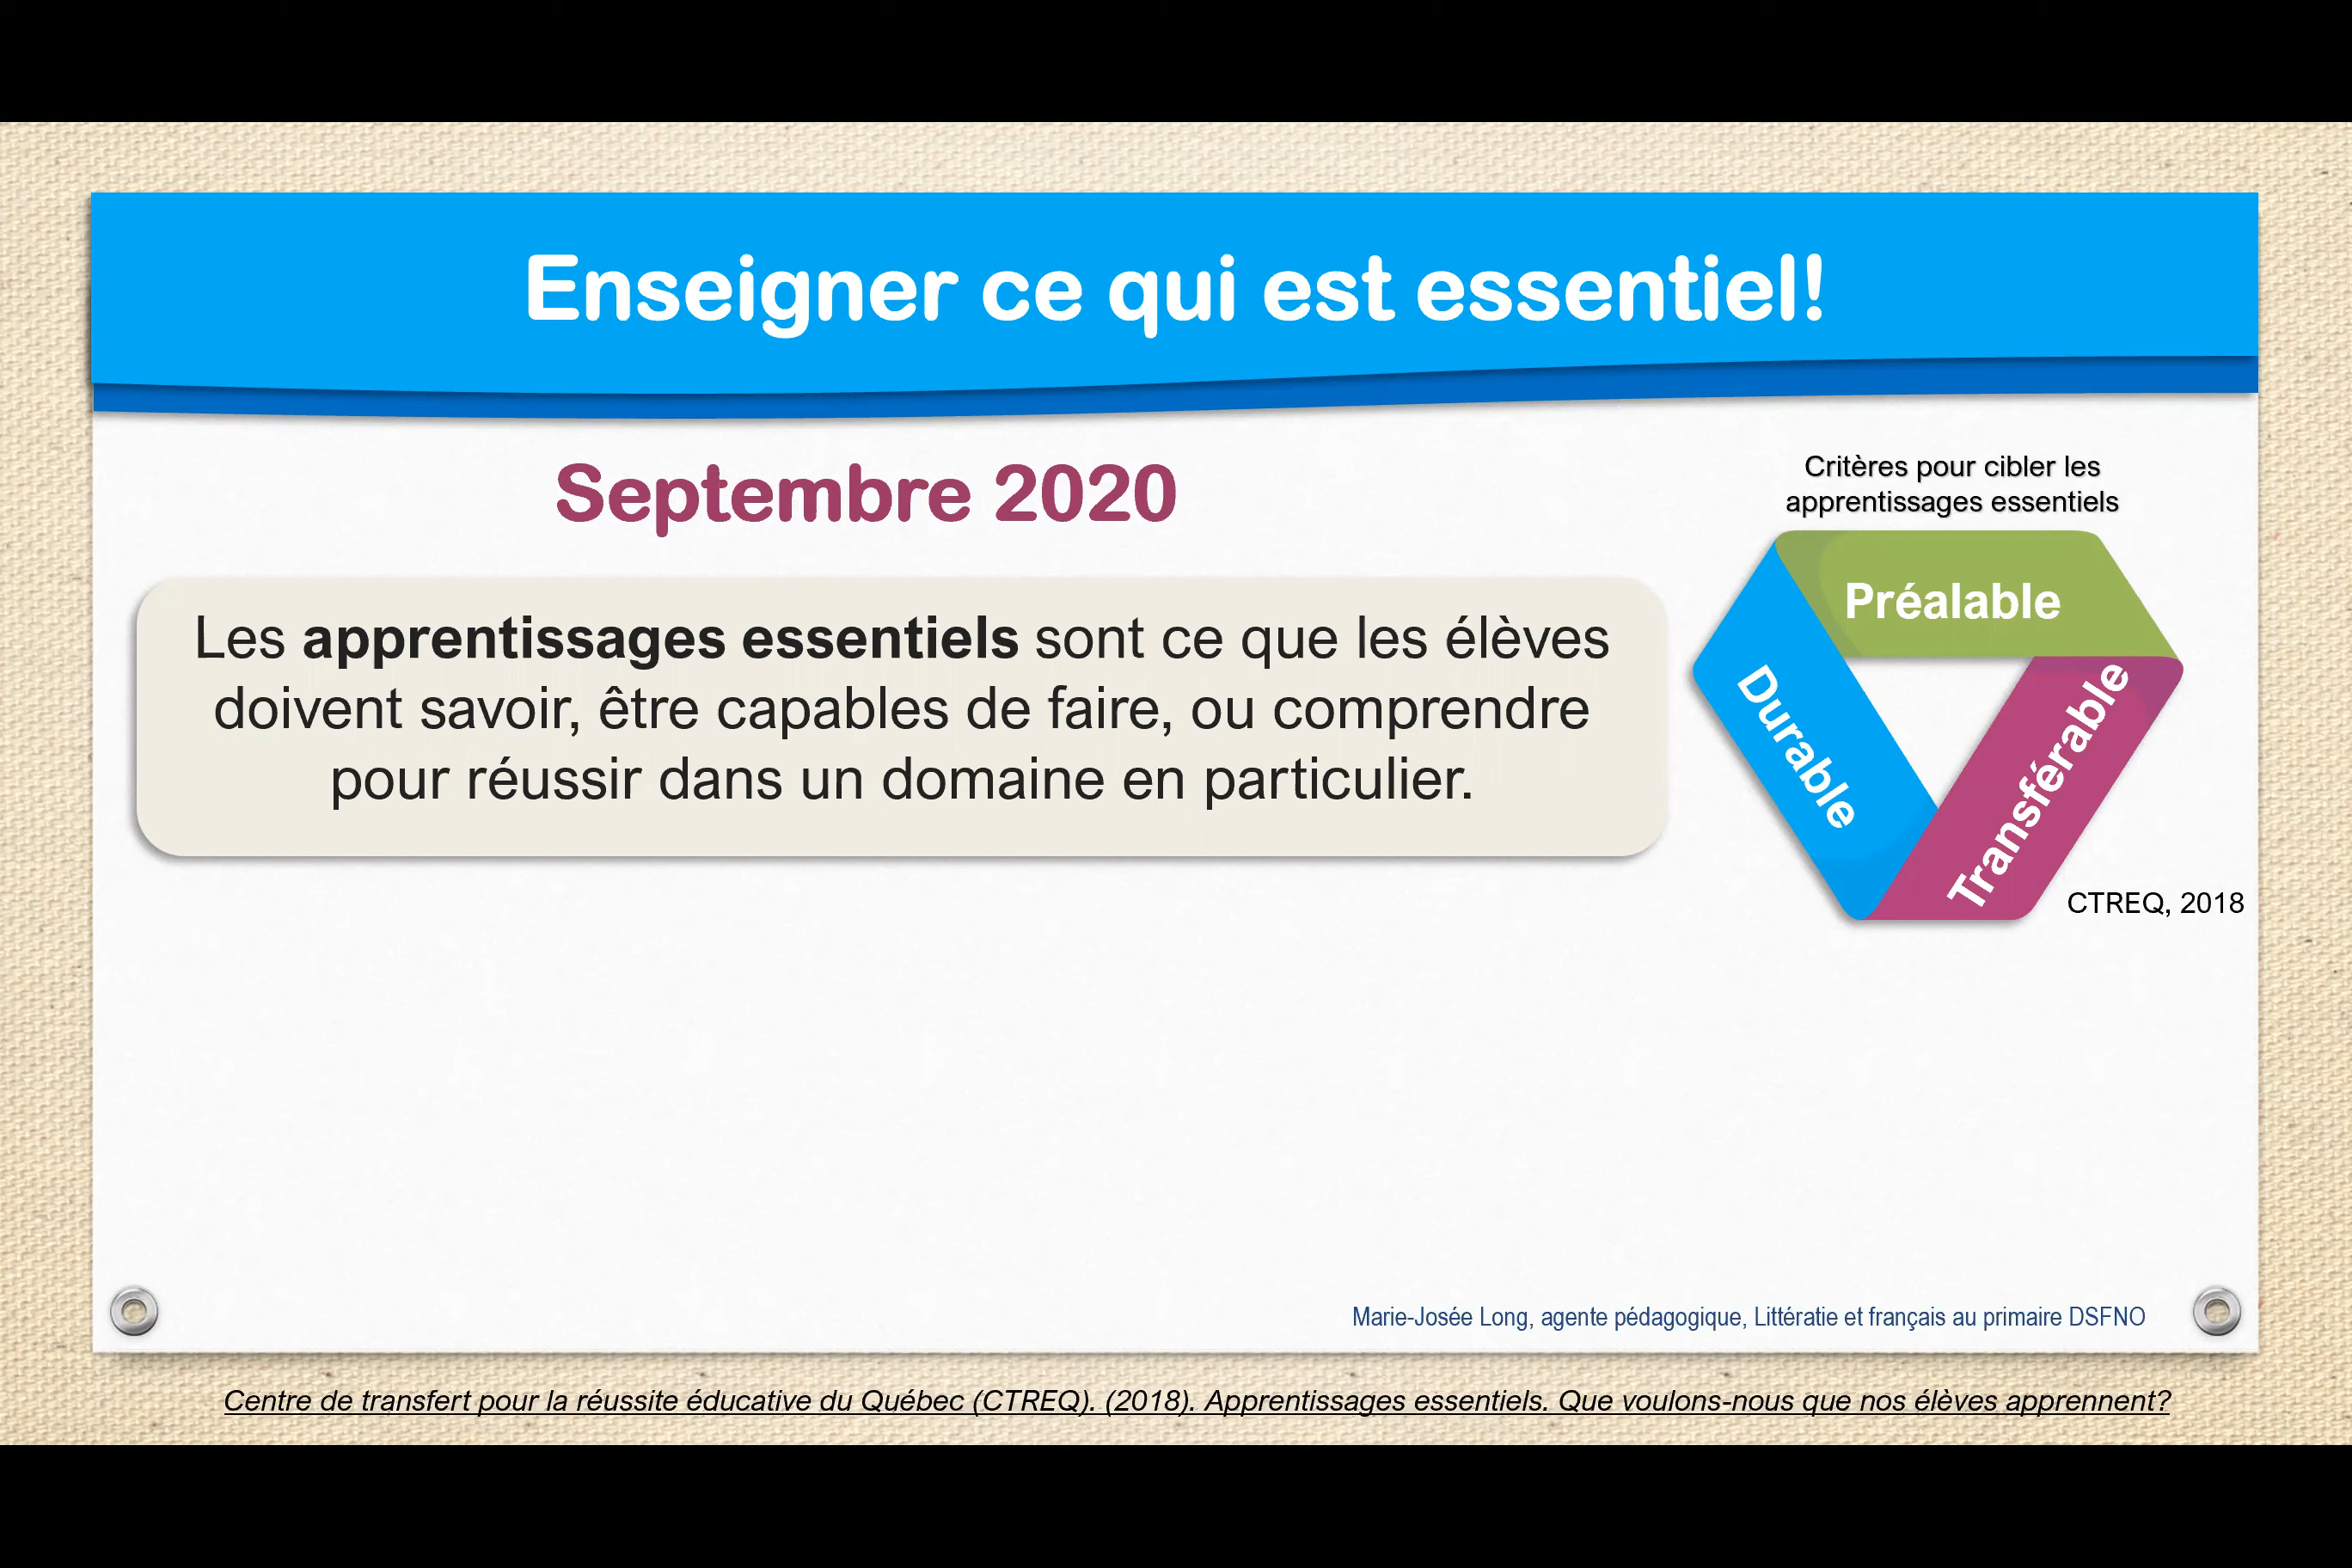 Enseigner ce qui est essentiel!
Septembre 2020
Les apprentissages essentiels sont ce que les élèves
doivent savoir, être capables de faire, ou comprendre
pour réussir dans un domaine en particulier.
Critères pour cibler les
apprentissages essentiels
Préalable
Durable
Transférable
CTREQ, 2018
Marie-Josée Long, agente pédagogique, Littératie et français au primaire DSFNO
Centre de transfert pour la réussite éducative du Québec (CTREQ). (2018). Apprentissages essentiels. Que voulons-nous que nos élèves apprennent?